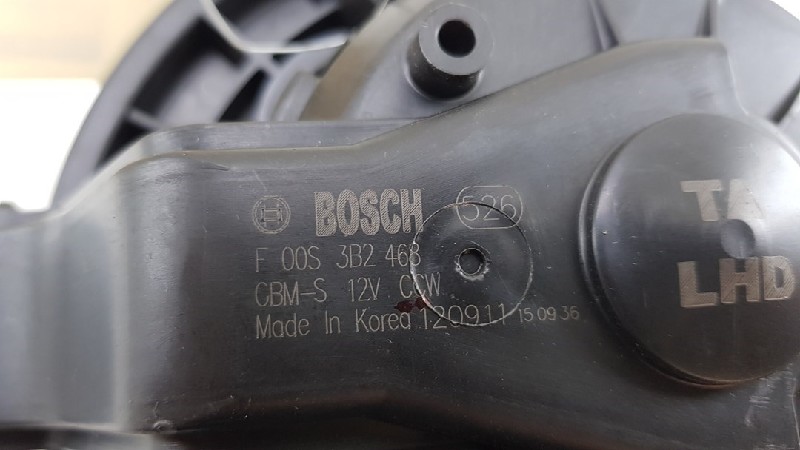 BOSCH 526
F 00S 3B2 468
CBM-S 12V CCW
Made In Korea 120911 15 09 36
TA
LHD